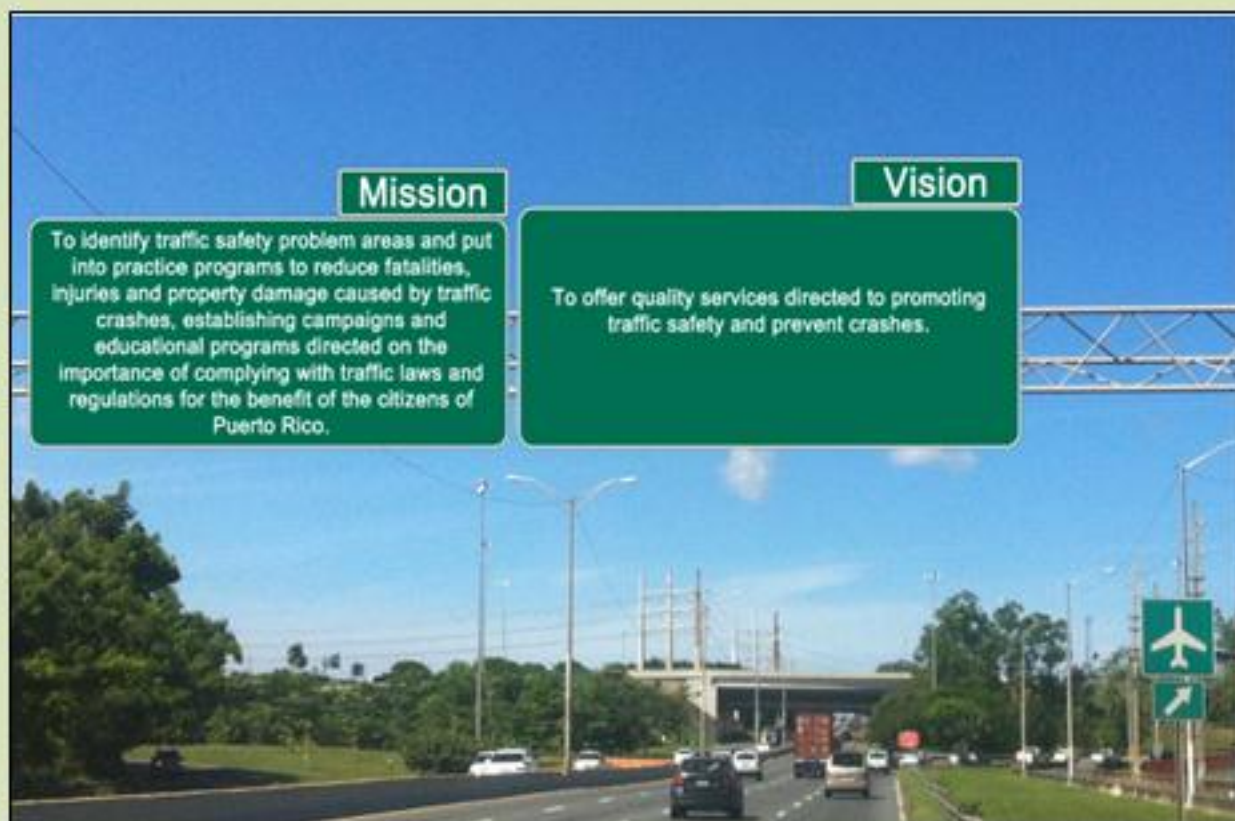 Mission
To identify traffic safety problem areas and put
into practice programs to reduce fatalities,
injuries and property damage caused by traffic
crashes, establishing campaigns and
educational programs directed on the
importance of complying with traffic laws and
regulations for the benefit of the citizens of
Puerto Rico.
Vision
To offer quality services directed to promoting
traffic safety and prevent crashes.